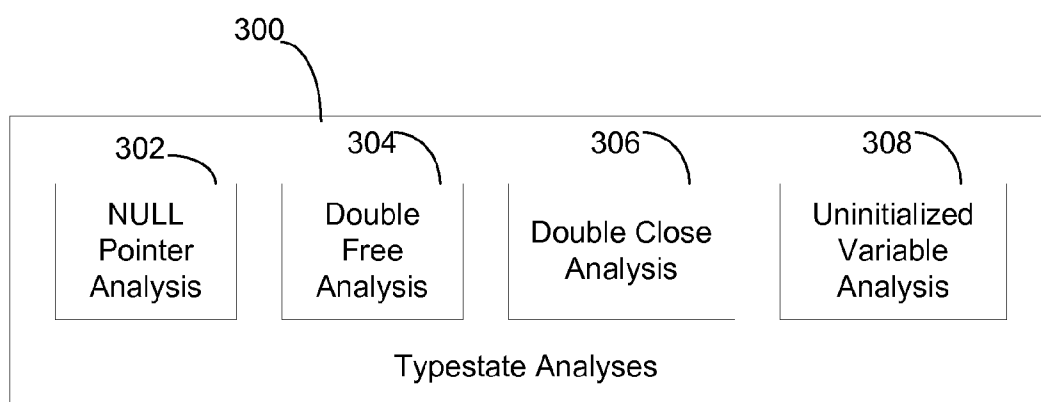 300
302
304
306
308
NULL
Pointer
Analysis
Double
Free
Analysis
Double Close
Analysis
Uninitialized
Variable
Analysis
Typestate Analyses